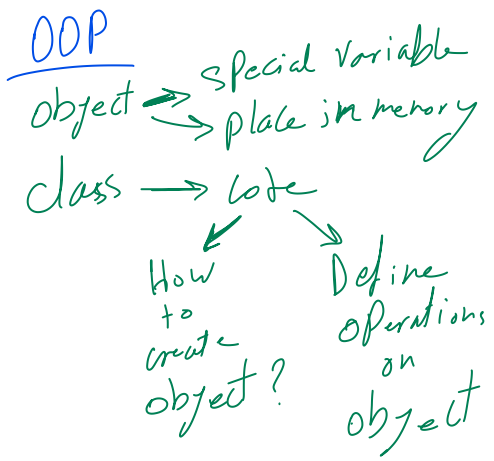 OOP
object → special variable
→ place in memory
class → code
How
to
create
object?
Define
operations
on
object